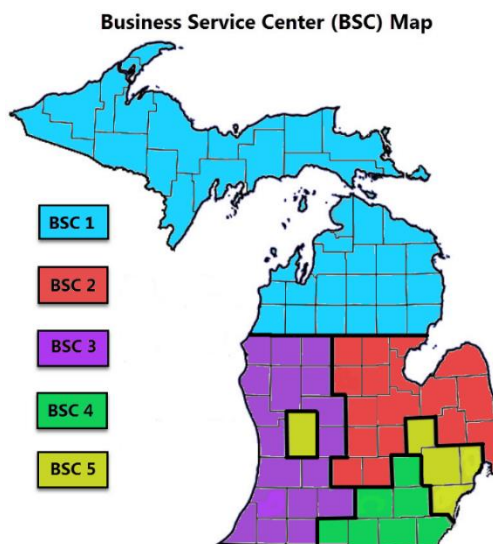 Business Service Center (BSC) Map
BSC 1
BSC 2
BSC 3
BSC 4
BSC 5